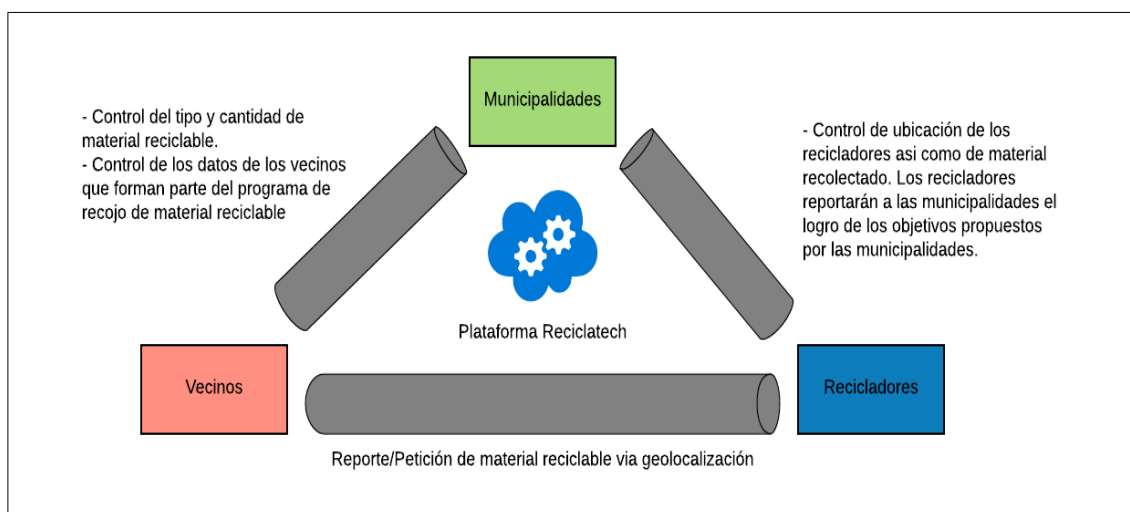 Municipalidades
- Control del tipo y cantidad de
material reciclable.
- Control de los datos de los vecinos
que forman parte del programa de
recojo de material reciclable
- Control de ubicación de los
recicladores asi como de material
recolectado. Los recicladores
reportarán a las municipalidades el
logro de los objetivos propuestos
por las municipalidades.
Plataforma Reciclatech
Vecinos
Recicladores
Reporte/Petición de material reciclable via geolocalización